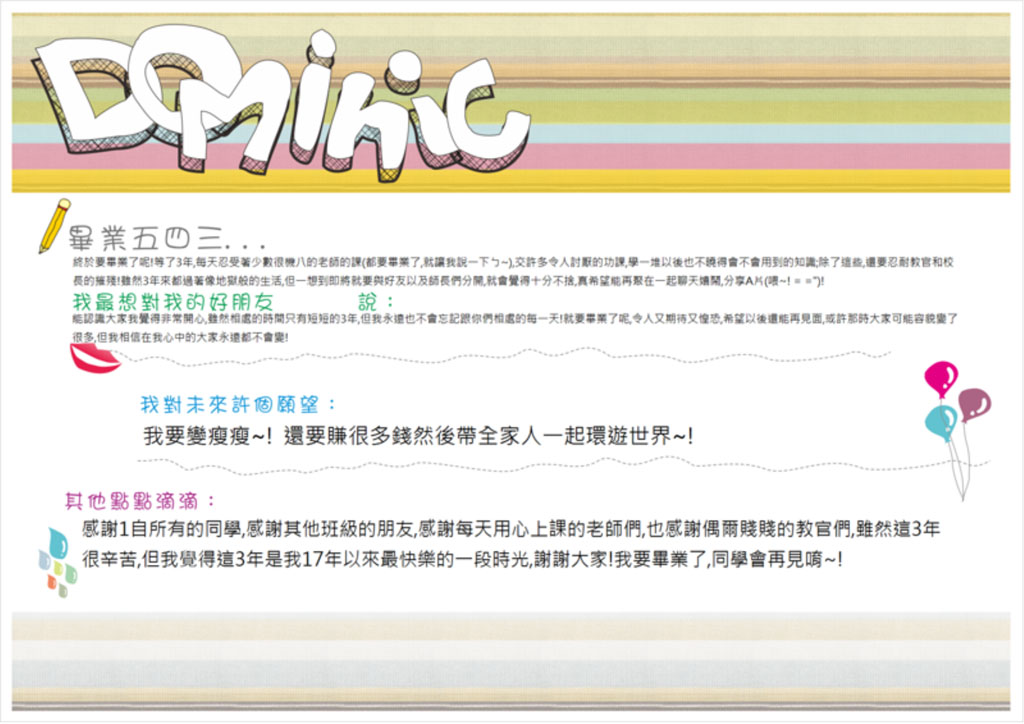 DOMiNiC
畢業五四三...
終於要畢業了呢!等了3年,每天忍受著少數很機八的老師的課(都要畢業了,就讓我說一下ㄅ~),交許多令人討厭的功課,學一堆以後也不曉得會不會用到的知識;除了這些,還要忍耐教官和校
長的摧殘!雖然3年來都過著像地獄般的生活,但一想到即將就要與好友以及師長們分開,就會覺得十分不捨,真希望能再聚在一起聊天嬉鬧,分享A片(喂~! = =")!
我最想對我的好朋友 說：
能認識大家我覺得非常開心,雖然相處的時間只有短短的3年,但我永遠也不會忘記跟你們相處的每一天!就要畢業了呢,令人又期待又惶恐,希望以後還能再見面,或許那時大家可能容貌變了
很多,但我相信在我心中的大家永遠都不會變!
我對未來許個願望：
我要變瘦瘦~! 還要賺很多錢然後帶全家人一起環遊世界~!
其他點點滴滴：
感謝1自所有的同學,感謝其他班級的朋友,感謝每天用心上課的老師們,也感謝偶爾賤賤的教官們,雖然這3年
很辛苦,但我覺得這3年是我17年以來最快樂的一段時光,謝謝大家!我要畢業了,同學會再見唷~!